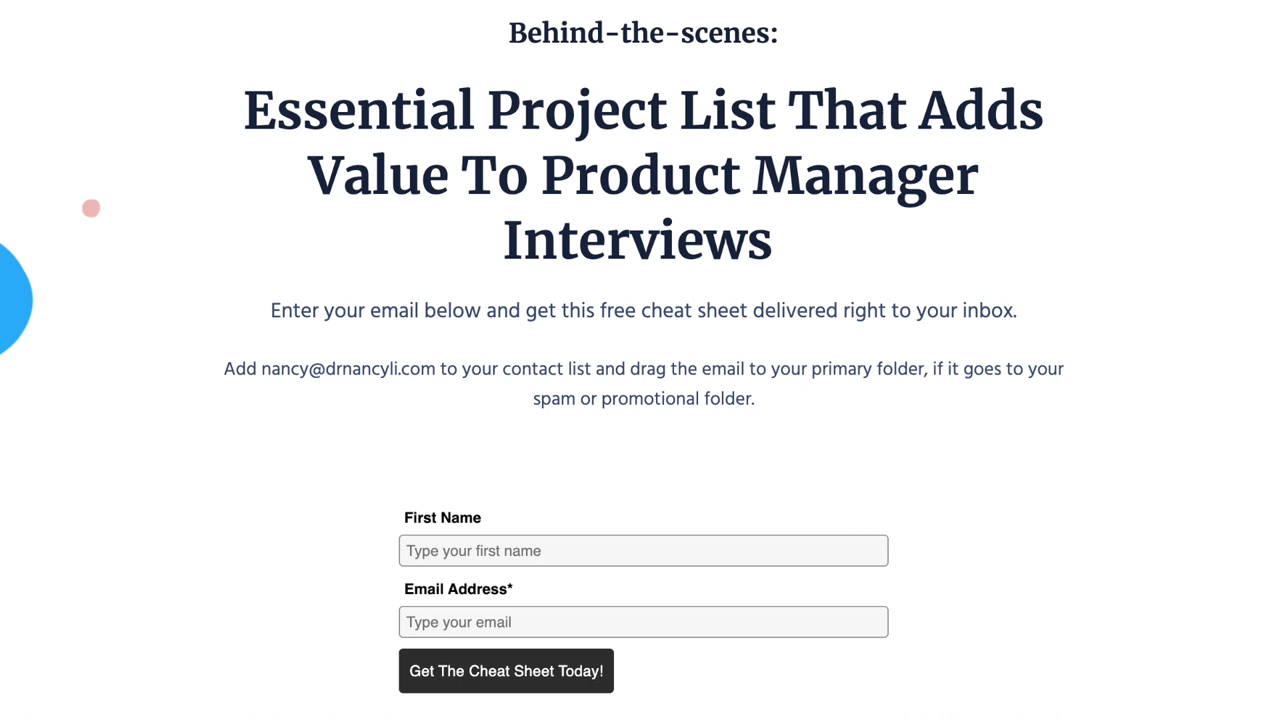 Behind-the-scenes:
Essential Project List That Adds
Value To Product Manager
Interviews
Enter your email below and get this free cheat sheet delivered right to your inbox.
Add nancy@drnancyli.com to your contact list and drag the email to your primary folder, if it goes to your
spam or promotional folder.
First Name
Type your first name
Email Address*
Type your email
Get The Cheat Sheet Today!